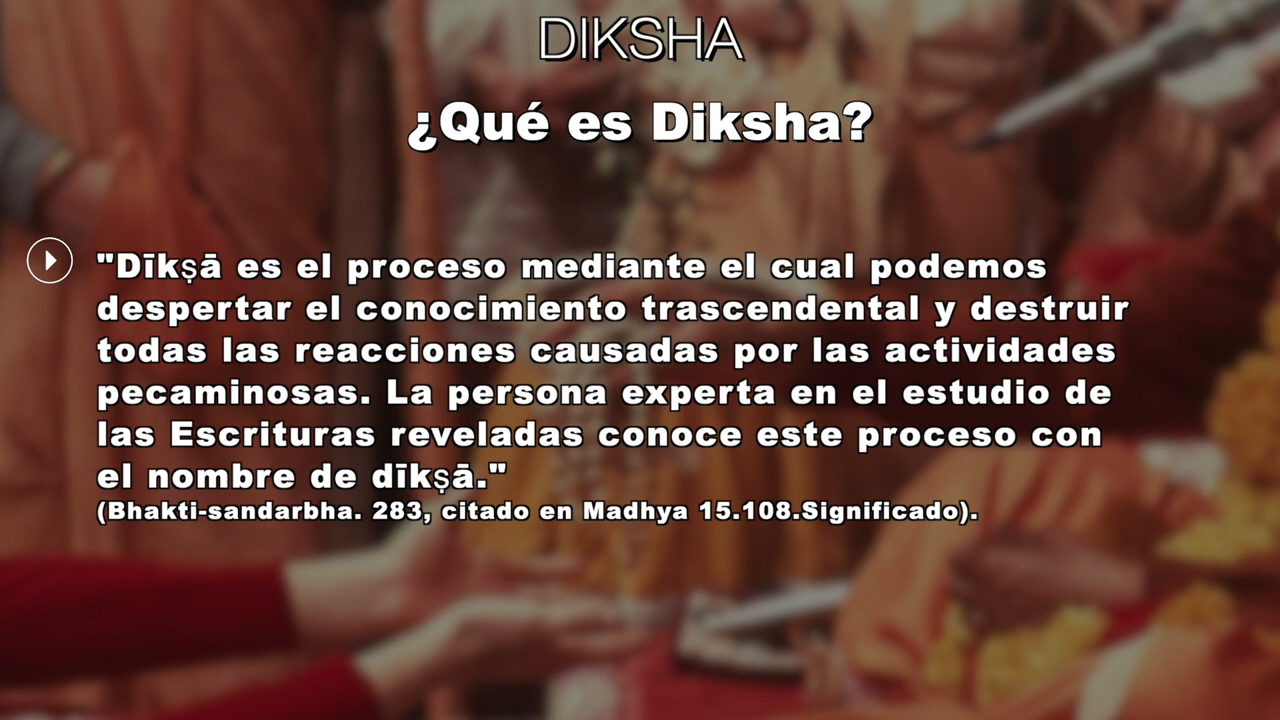 DIKSHA
¿Qué es Diksha?
"Dīkṣā es el proceso mediante el cual podemos
despertar el conocimiento trascendental y destruir
todas las reacciones causadas por las actividades
pecaminosas. La persona experta en el estudio de
las Escrituras reveladas conoce este proceso con
el nombre de dīkṣā."
(Bhakti-sandarbha. 283, citado en Madhya 15.108.Significado).